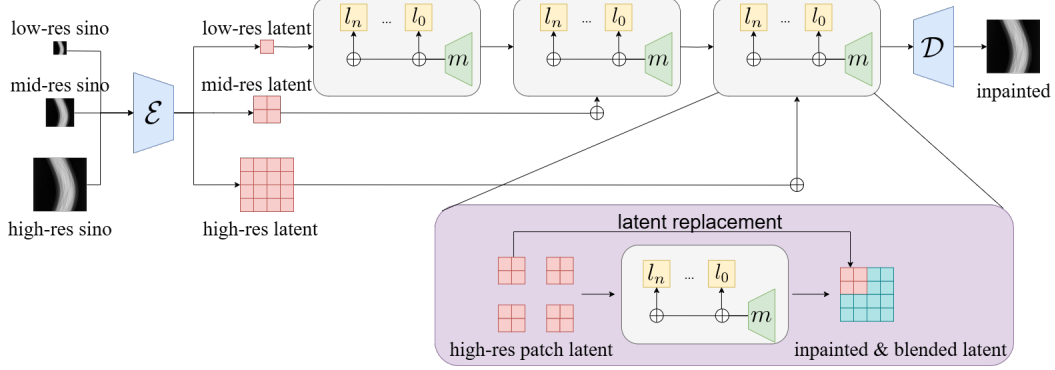 low-res sino
low-res latent
l_n ... l_0
m
l_n ... l_0
m
l_n ... l_0
m
D
inpainted
mid-res sino
mid-res latent
E
high-res sino
high-res latent
latent replacement
l_n ... l_0
m
high-res patch latent
inpainted & blended latent